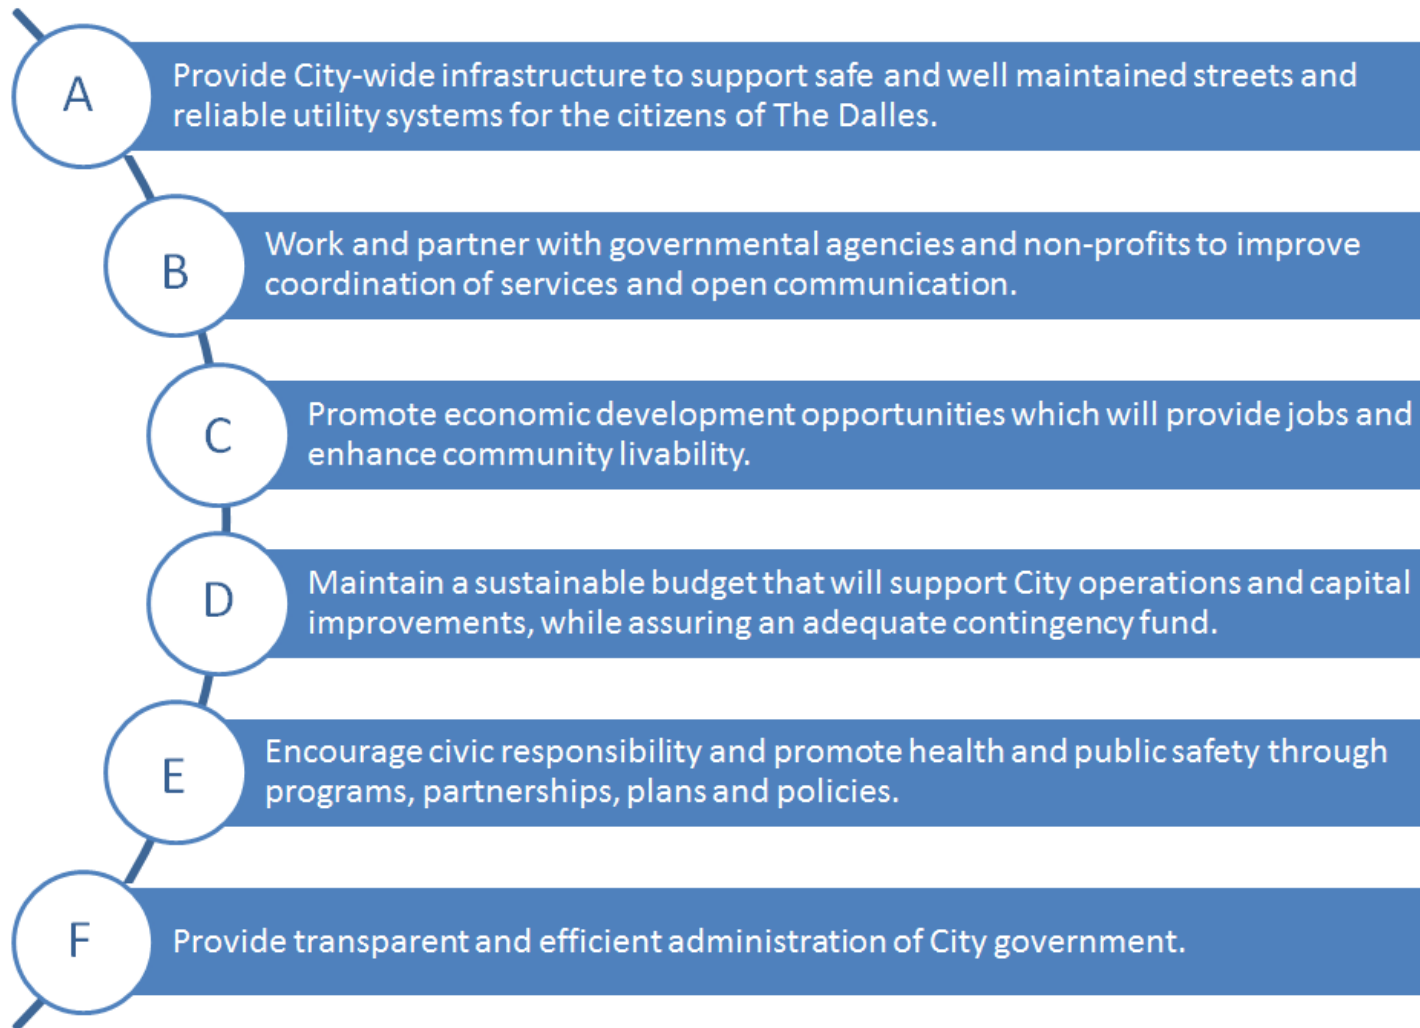 A
Provide City-wide infrastructure to support safe and well maintained streets and
reliable utility systems for the citizens of The Dalles.
B
Work and partner with governmental agencies and non-profits to improve
coordination of services and open communication.
C
Promote economic development opportunities which will provide jobs and
enhance community livability.
D
Maintain a sustainable budget that will support City operations and capital
improvements, while assuring an adequate contingency fund.
E
Encourage civic responsibility and promote health and public safety through
programs, partnerships, plans and policies.
F
Provide transparent and efficient administration of City government.